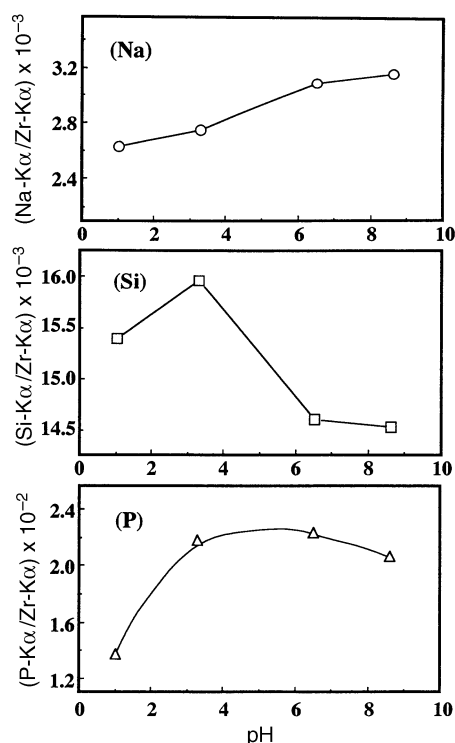 (Na-Kα/Zr-Kα) x 10⁻³
(Na)
3.2
2.8
2.4
0 2 4 6 8 10
(Si-Kα/Zr-Kα) x 10⁻³
(Si)
16.0
15.5
15.0
14.5
0 2 4 6 8 10
(P-Kα/Zr-Kα) x 10⁻²
(P)
2.4
2.0
1.6
1.2
0 2 4 6 8 10
pH